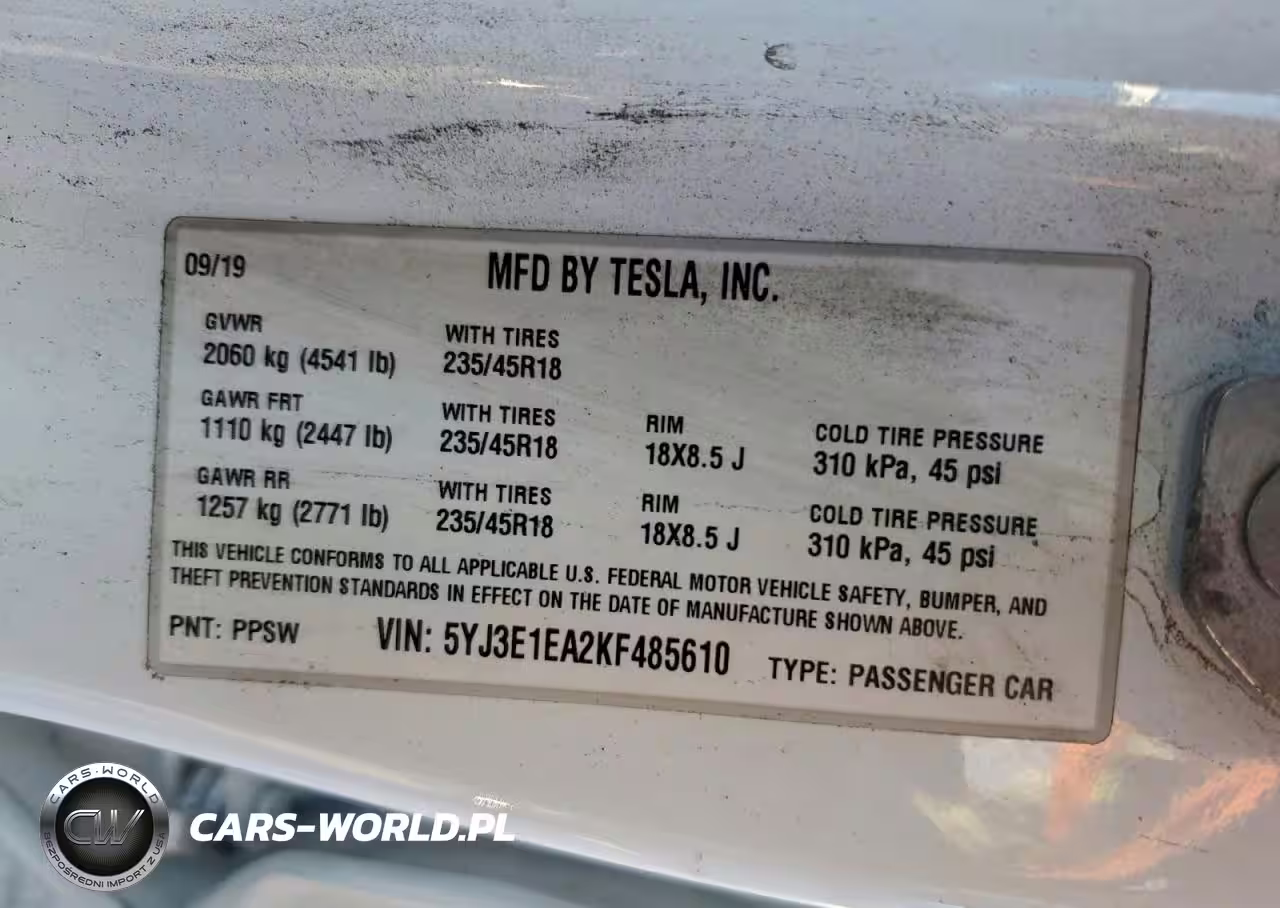 09/19
MFD BY TESLA, INC.
GVWR
2060 kg (4541 lb)
WITH TIRES
235/45R18
GAWR FRT
1110 kg (2447 lb)
WITH TIRES
235/45R18
RIM
18X8.5 J
COLD TIRE PRESSURE
310 kPa, 45 psi
GAWR RR
1257 kg (2771 lb)
WITH TIRES
235/45R18
RIM
18X8.5 J
COLD TIRE PRESSURE
310 kPa, 45 psi
THIS VEHICLE CONFORMS TO ALL APPLICABLE U.S. FEDERAL MOTOR VEHICLE SAFETY, BUMPER, AND
THEFT PREVENTION STANDARDS IN EFFECT ON THE DATE OF MANUFACTURE SHOWN ABOVE.
PNT: PPSW
VIN: 5YJ3E1EA2KF485610
TYPE: PASSENGER CAR
CARS-WORLD
CW
BEZPOŚREDNI IMPORT Z USA
CARS-WORLD.PL